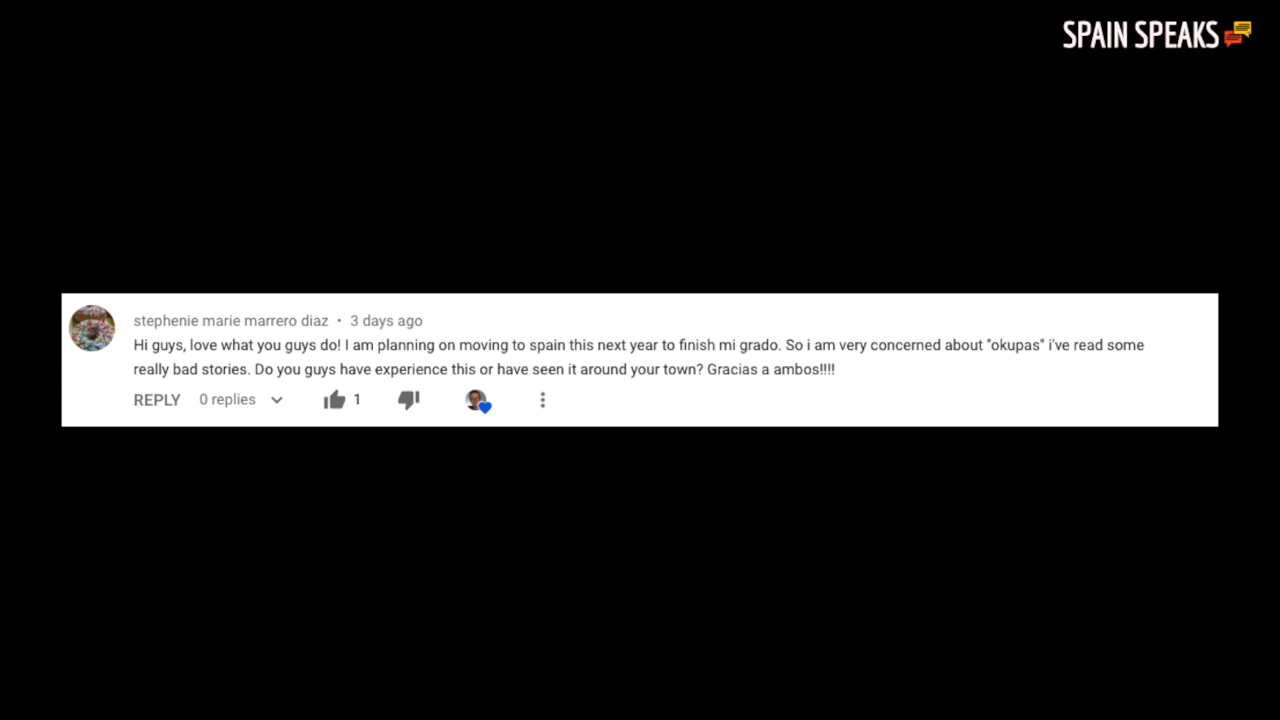 SPAIN SPEAKS
stephenie marie marrero diaz • 3 days ago
Hi guys, love what you guys do! I am planning on moving to spain this next year to finish mi grado. So i am very concerned about "okupas" i've read some
really bad stories. Do you guys have experience this or have seen it around your town? Gracias a ambos!!!!
REPLY 0 replies 1